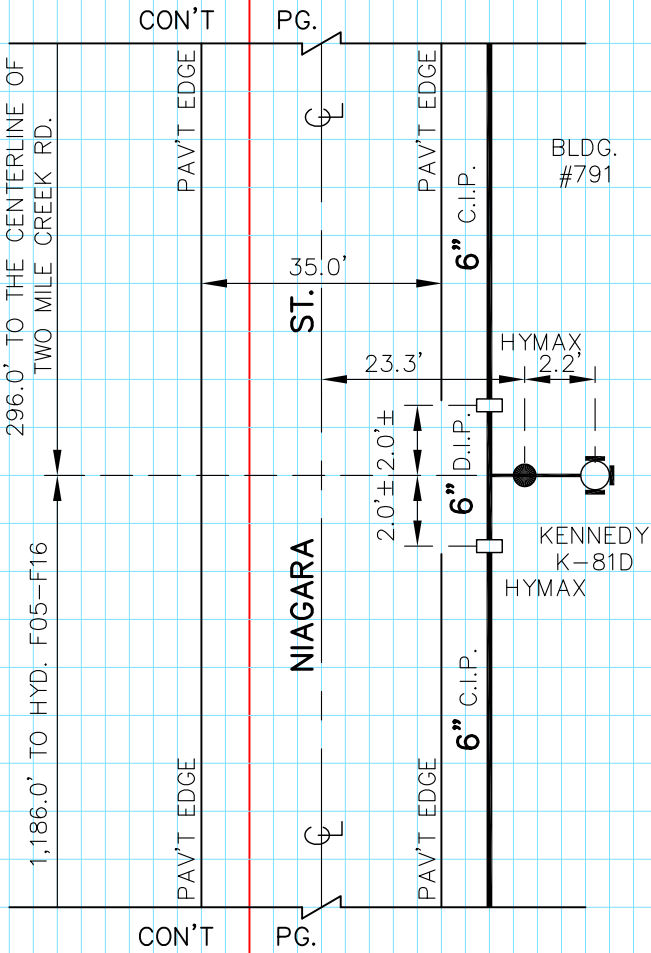 CON'T PG.
296.0' TO THE CENTERLINE OF
TWO MILE CREEK RD.
PAV'T EDGE
CL
PAV'T EDGE
6" C.I.P.
BLDG.
#791
35.0'
NIAGARA ST.
23.3'
HYMAX
2.2'
2.0'±
2.0'±
6" D.I.P.
KENNEDY
K-81D
HYMAX
1,186.0' TO HYD. F05-F16
6" C.I.P.
PAV'T EDGE
CL
PAV'T EDGE
CON'T PG.